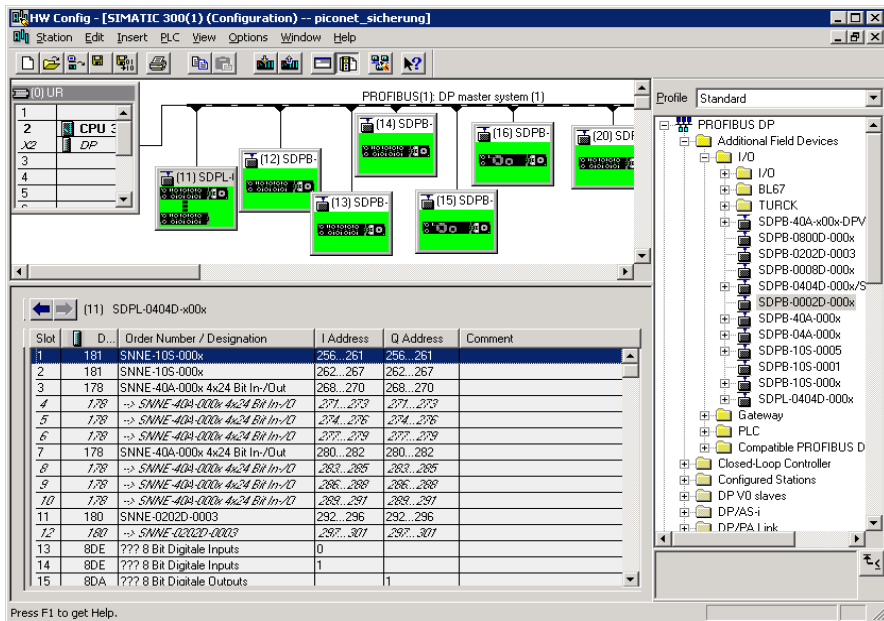 HW Config - [SIMATIC 300(1) (Configuration) -- piconet_sicherung]
Station Edit Insert PLC View Options Window Help
(0) UR
1
2 CPU 3
X2 DP
3
4
5
PROFIBUS(1): DP master system (1)
(14) SDPB-
(16) SDPB-
(20) SDP
(12) SDPB-
(11) SDPL-
(13) SDPB-
(15) SDPB-
Profile Standard
PROFIBUS DP
Additional Field Devices
I/O
I/O
BL67
TURCK
SDPB-40A-x00x-DPV
SDPB-0800D-000x
SDPB-0202D-0003
SDPB-0008D-000x
SDPB-0404D-000x/S
SDPB-0002D-000x
SDPB-40A-000x
SDPB-04A-000x
SDPB-10S-0005
SDPB-10S-0001
SDPB-10S-000x
SDPL-0404D-000x
Gateway
PLC
Compatible PROFIBUS D
Closed-Loop Controller
Configured Stations
DP V0 slaves
DP/AS-i
DP/PA Link
(11) SDPL-0404D-x00x
Slot D... Order Number / Designation I Address Q Address Comment
1 181 SNNE-10S-000x 256...261 256...261
2 181 SNNE-10S-000x 262...267 262...267
3 178 SNNE-40A-000x 4x24 Bit In-/Out 268...270 268...270
4 178 --> SNNE-40A-000x 4x24 Bit In-/O 271...273 271...273
5 178 --> SNNE-40A-000x 4x24 Bit In-/O 274...276 274...276
6 178 --> SNNE-40A-000x 4x24 Bit In-/O 277...279 277...279
7 178 SNNE-40A-000x 4x24 Bit In-/Out 280...282 280...282
8 178 --> SNNE-40A-000x 4x24 Bit In-/O 283...285 283...285
9 178 --> SNNE-40A-000x 4x24 Bit In-/O 286...288 286...288
10 178 --> SNNE-40A-000x 4x24 Bit In-/O 289...291 289...291
11 180 SNNE-0202D-0003 292...296 292...296
12 180 --> SNNE-0202D-0003 297...301 297...301
13 8DE ??? 8 Bit Digitale Inputs 0
14 8DE ??? 8 Bit Digitale Inputs 1
15 8DA ??? 8 Bit Digitale Outputs 1
Press F1 to get Help.